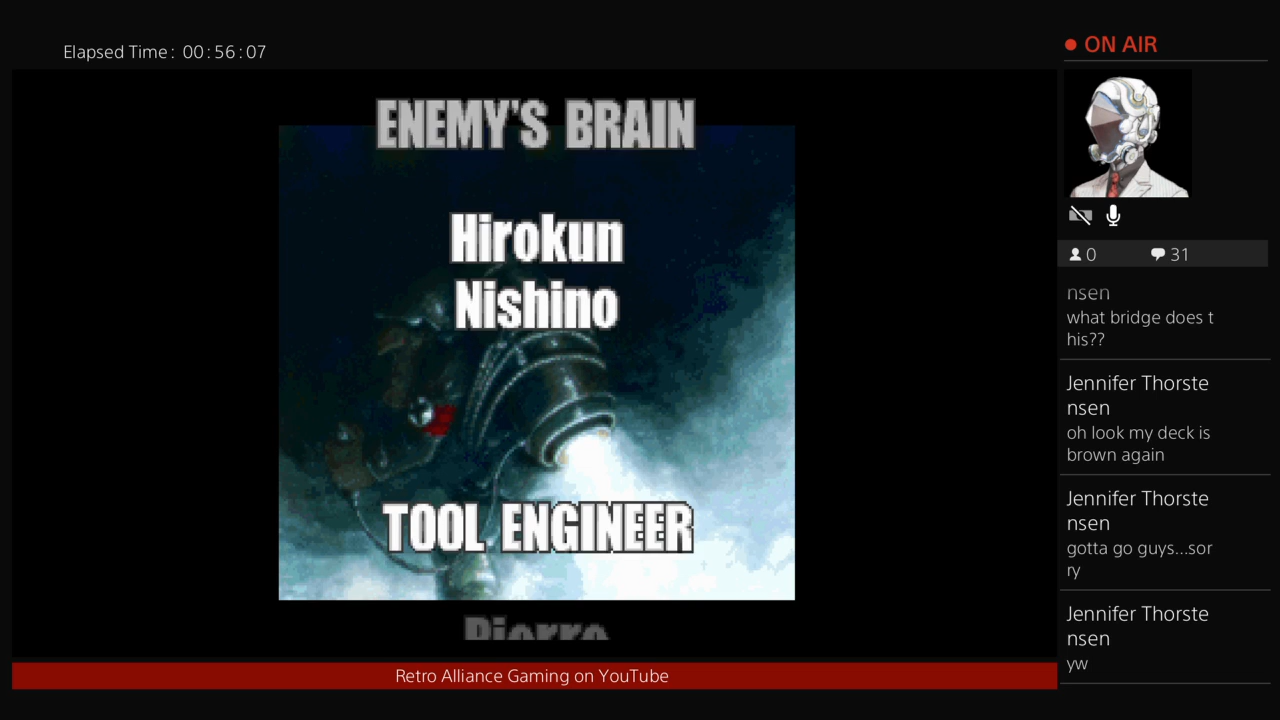 Elapsed Time: 00:56:07
ON AIR
ENEMY'S BRAIN
Hirokun
Nishino
TOOL ENGINEER
Pierre
0 31
nsen
what bridge does t
his??
Jennifer Thorste
nsen
oh look my deck is
brown again
Jennifer Thorste
nsen
gotta go guys...sor
ry
Jennifer Thorste
nsen
yw
Retro Alliance Gaming on YouTube